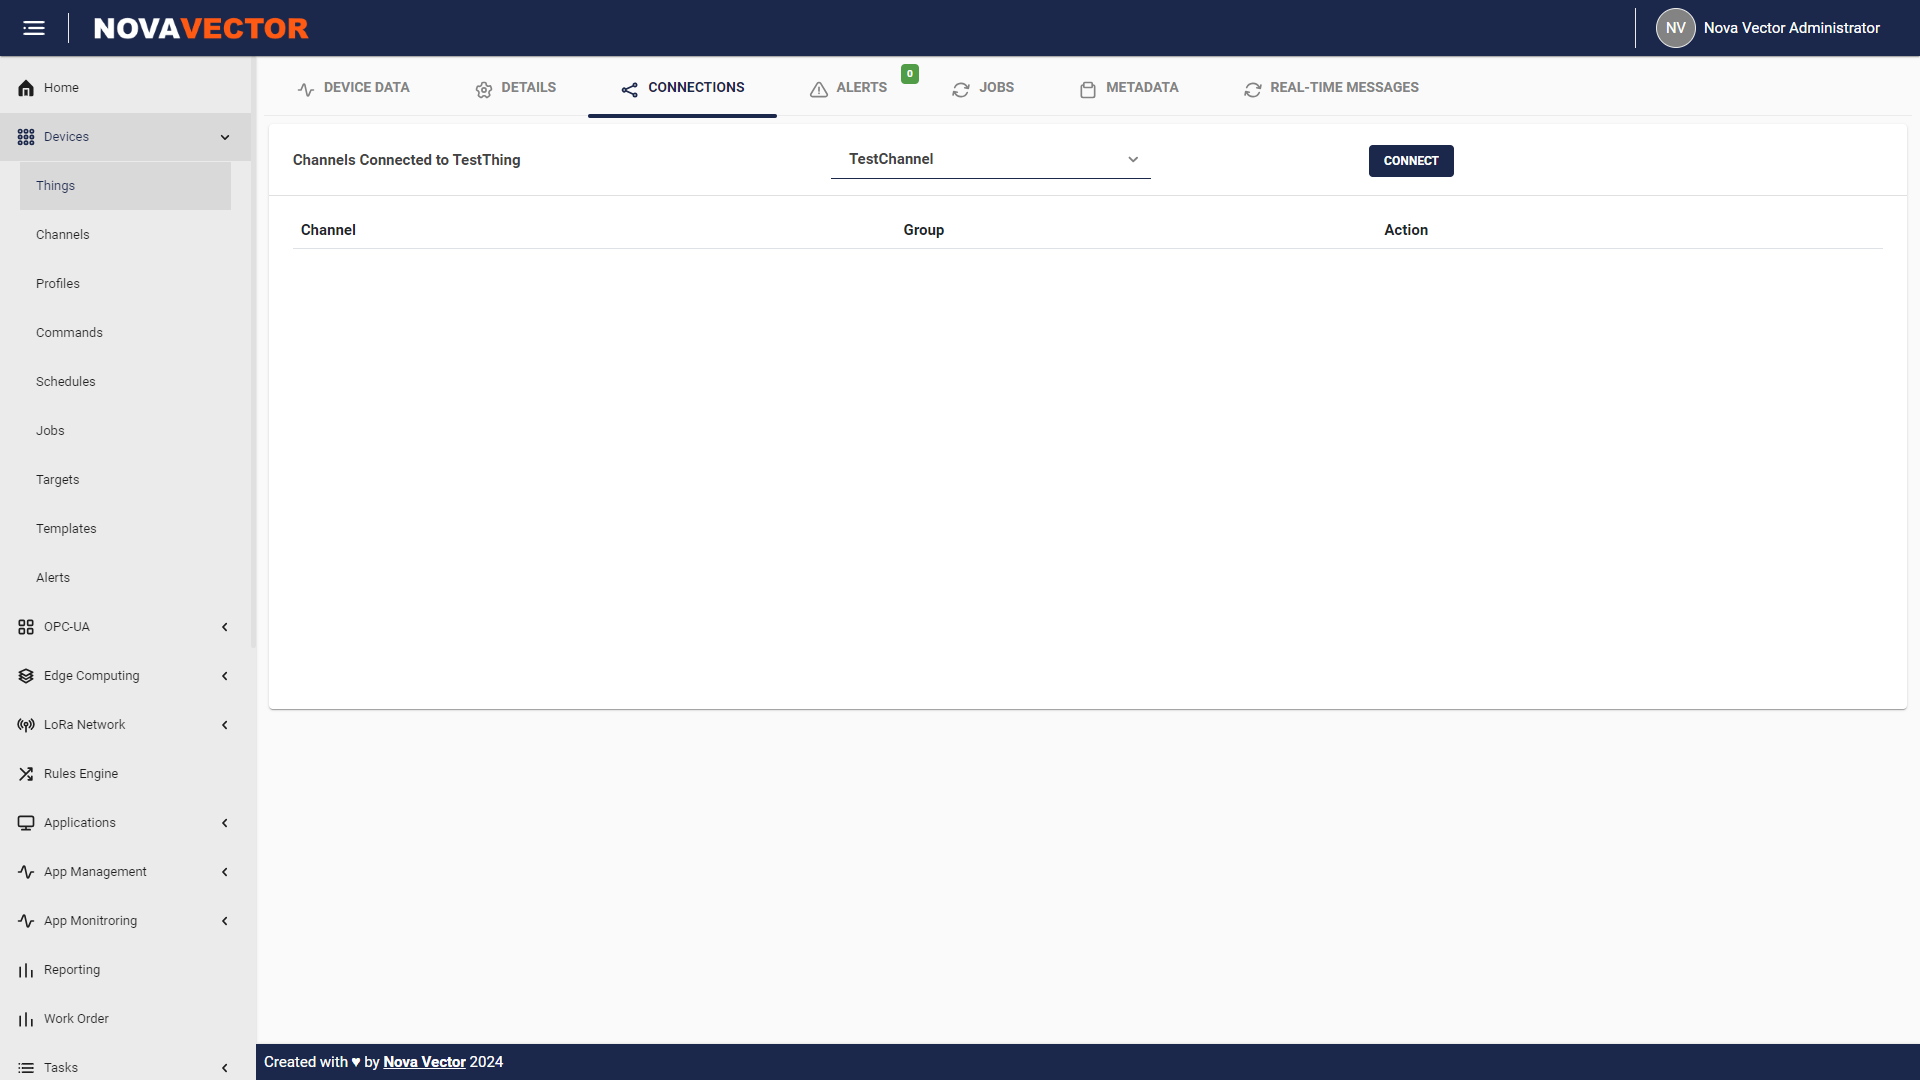 NOVAVECTOR
NV Nova Vector Administrator
Home
Devices
Things
Channels
Profiles
Commands
Schedules
Jobs
Targets
Templates
Alerts
OPC-UA
Edge Computing
LoRa Network
Rules Engine
Applications
App Management
App Monitroring
Reporting
Work Order
Tasks
DEVICE DATA DETAILS CONNECTIONS ALERTS 0 JOBS METADATA REAL-TIME MESSAGES
Channels Connected to TestThing TestChannel CONNECT
Channel Group Action
Created with ♥ by Nova Vector 2024